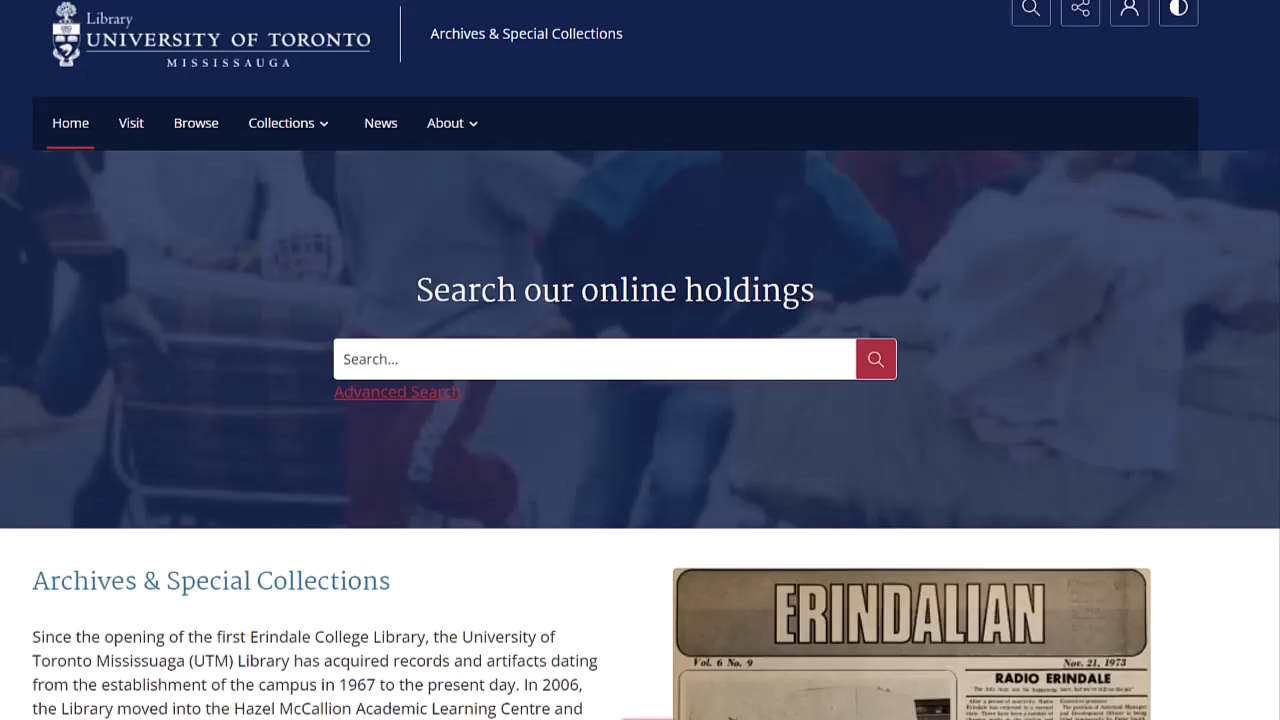 Library
UNIVERSITY OF TORONTO
MISSISSAUGA
Archives & Special Collections
Home Visit Browse Collections News About
Search our online holdings
Search...
Advanced Search
Archives & Special Collections
Since the opening of the first Erindale College Library, the University of
Toronto Mississuaga (UTM) Library has acquired records and artifacts dating
from the establishment of the campus in 1967 to the present day. In 2006,
the Library moved into the Hazel McCallion Academic Learning Centre and
ERINDALIAN
Vol. 6 No. 9 Nov. 21, 1973
RADIO ERINDALE